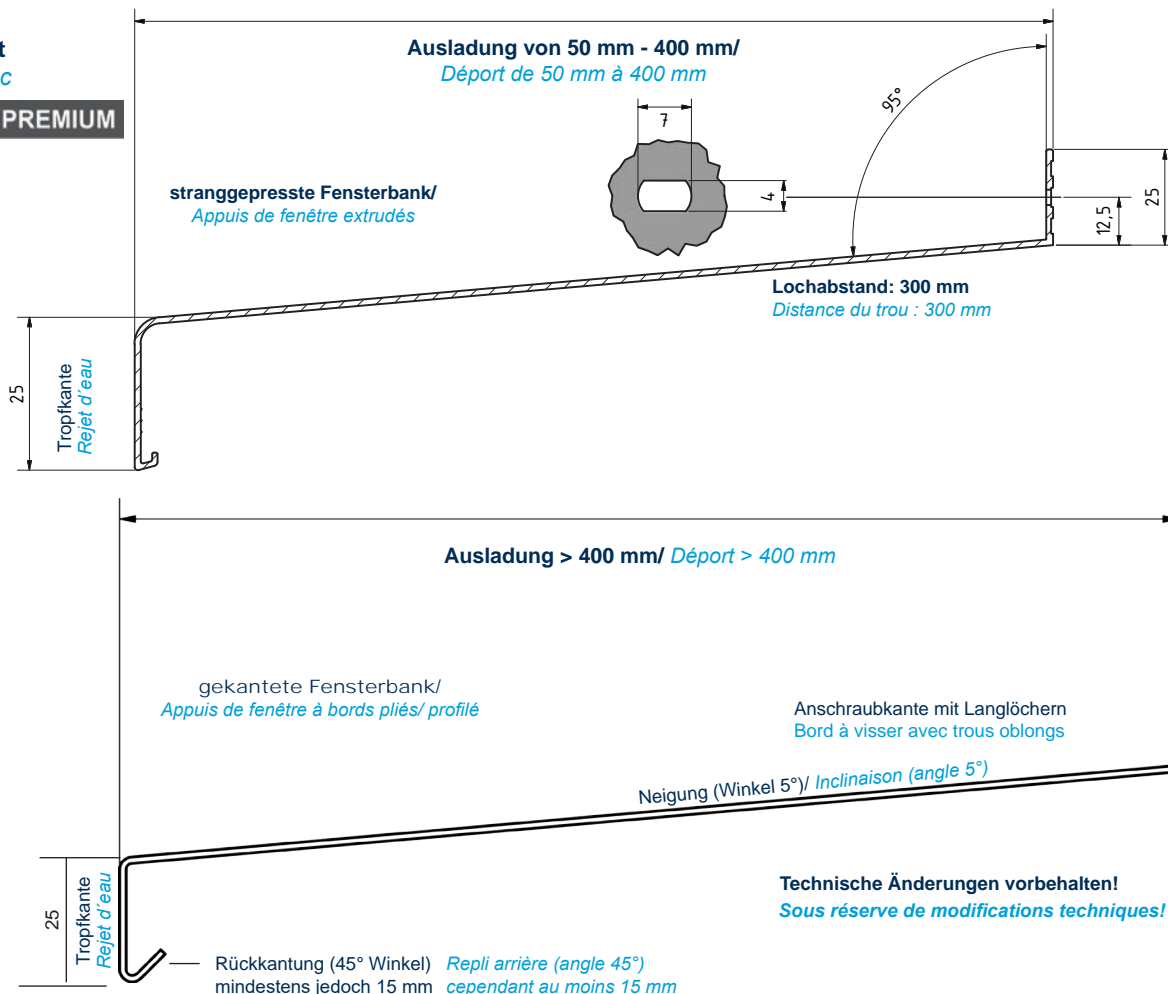 t
c
PREMIUM
Ausladung von 50 mm - 400 mm/
Déport de 50 mm à 400 mm
7
4
95°
25
12,5
stranggepresste Fensterbank/
Appuis de fenêtre extrudés
Lochabstand: 300 mm
Distance du trou : 300 mm
25
Tropfkante
Rejet d´eau
Ausladung > 400 mm/ Déport > 400 mm
gekantete Fensterbank/
Appuis de fenêtre à bords pliés/ profilé
Anschraubkante mit Langlöchern
Bord à visser avec trous oblongs
Neigung (Winkel 5°)/ Inclinaison (angle 5°)
25
Tropfkante
Rejet d´eau
Technische Änderungen vorbehalten!
Sous réserve de modifications techniques!
Rückkantung (45° Winkel) Repli arrière (angle 45°)
mindestens jedoch 15 mm cependant au moins 15 mm